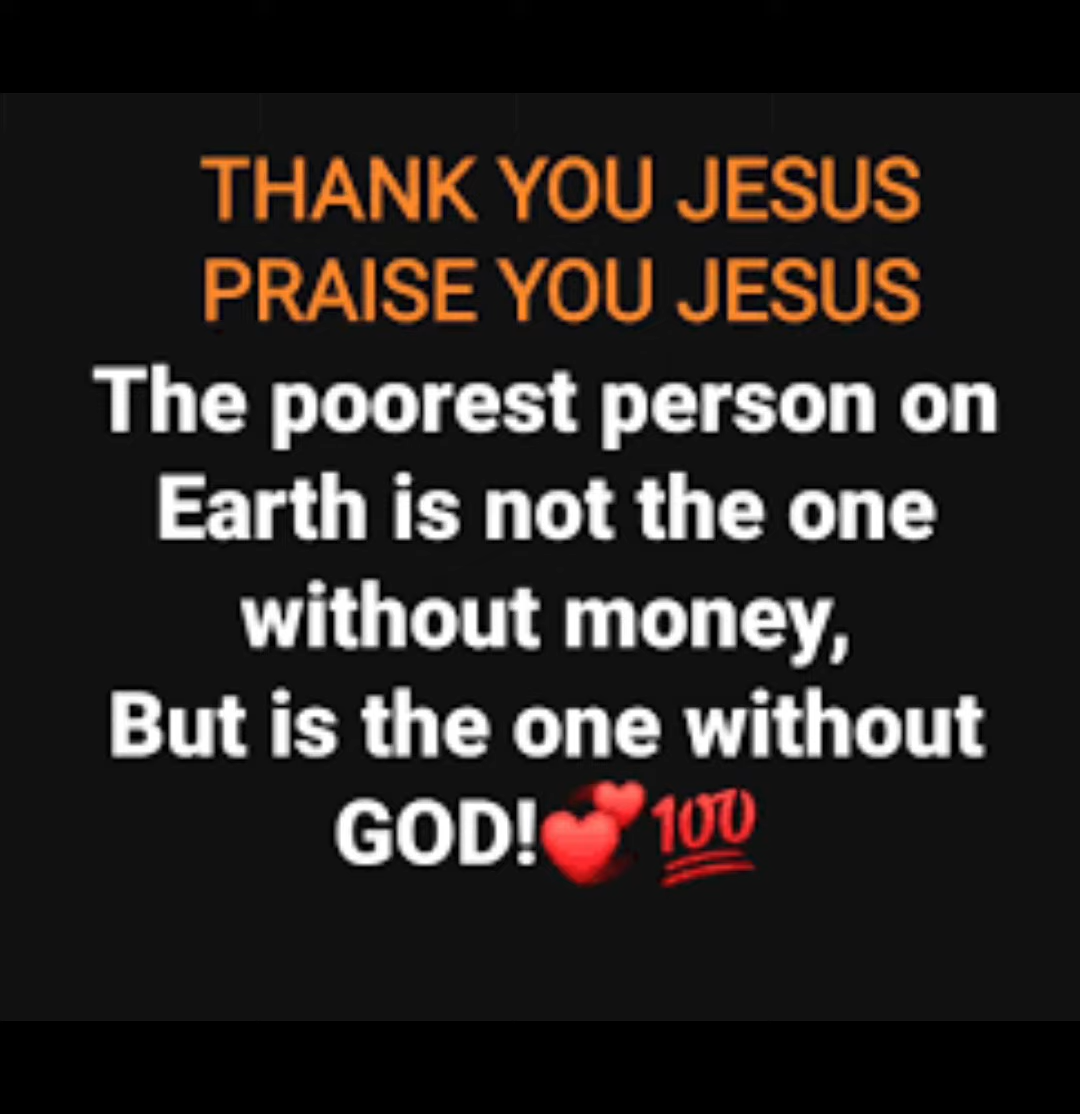 THANK YOU JESUS
PRAISE YOU JESUS
The poorest person on
Earth is not the one
without money,
But is the one without
GOD!💞💯